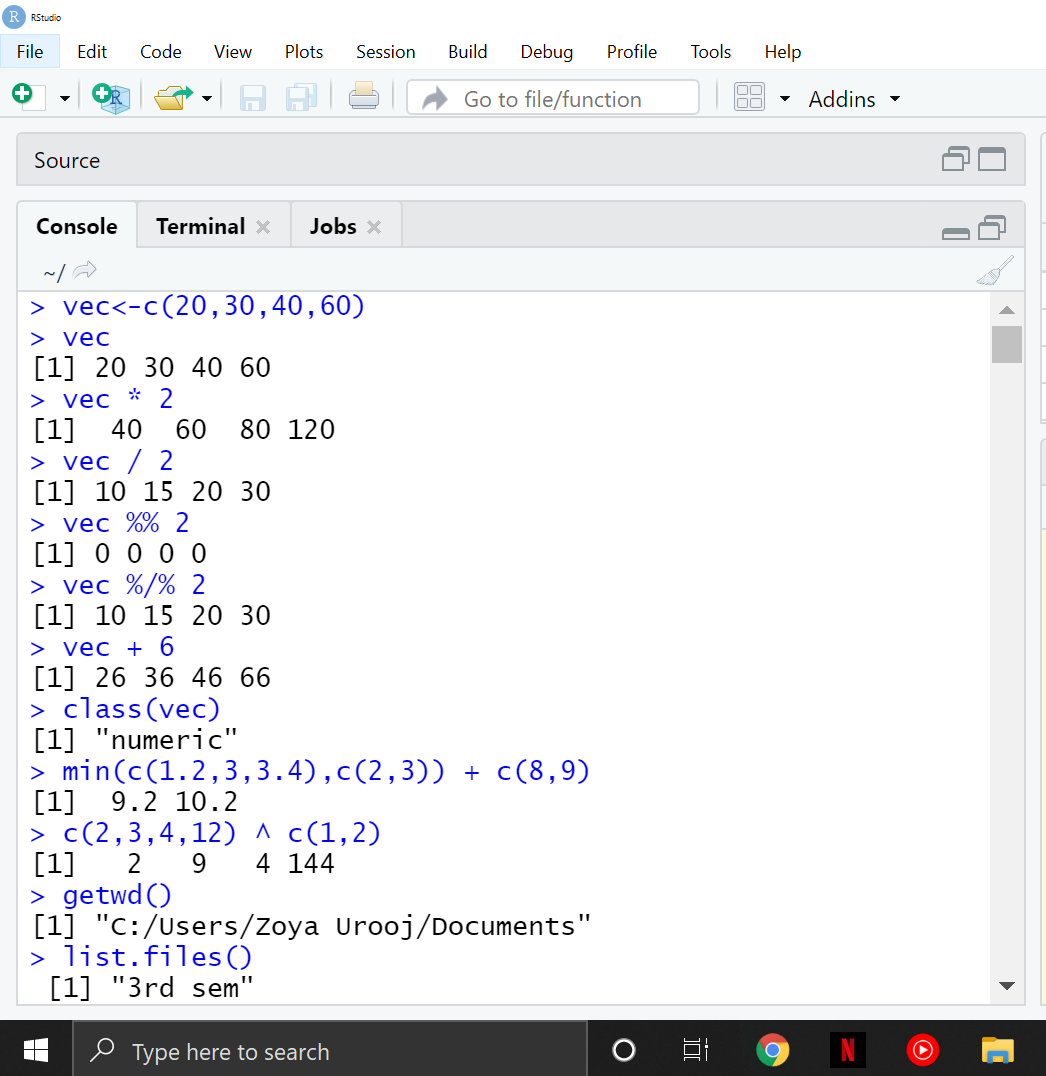 RStudio
File Edit Code View Plots Session Build Debug Profile Tools Help
Go to file/function Addins
Source
Console Terminal Jobs
~/
> vec<-c(20,30,40,60)
> vec
[1] 20 30 40 60
> vec * 2
[1]  40  60  80 120
> vec / 2
[1] 10 15 20 30
> vec %% 2
[1] 0 0 0 0
> vec %/% 2
[1] 10 15 20 30
> vec + 6
[1] 26 36 46 66
> class(vec)
[1] "numeric"
> min(c(1.2,3,3.4),c(2,3)) + c(8,9)
[1]  9.2 10.2
> c(2,3,4,12) ^ c(1,2)
[1]   2   9   4 144
> getwd()
[1] "C:/Users/Zoya Urooj/Documents"
> list.files()
 [1] "3rd sem"
Type here to search